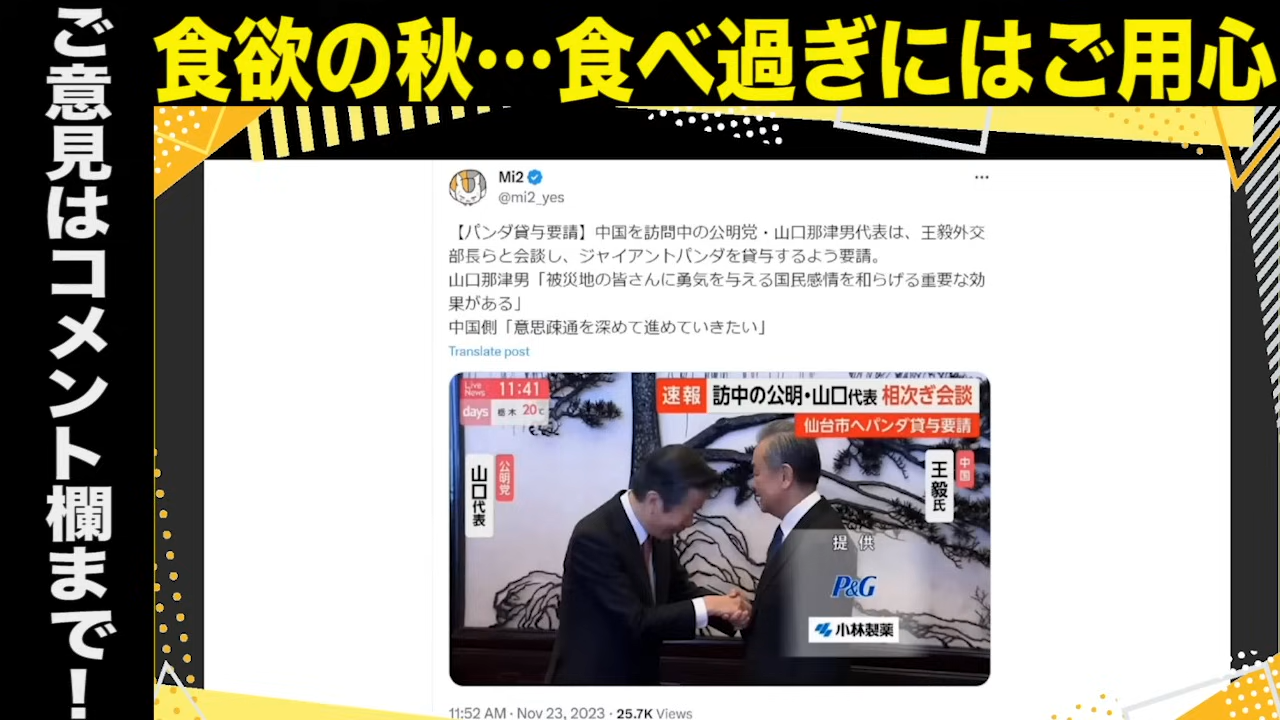 食欲の秋…食べ過ぎにはご用心
ご意見はコメント欄まで!
Mi2
@mi2_yes
【パンダ貸与要請】中国を訪問中の公明党・山口那津男代表は、王毅外交
部長らと会談し、ジャイアントパンダを貸与するよう要請。
山口那津男「被災地の皆さんに勇気を与える国民感情を和らげる重要な効
果がある」
中国側「意思疎通を深めて進めていきたい」
Translate post
Live News 11:41
days 栃木 20℃
速報 訪中の公明・山口代表 相次ぎ会談
仙台市へパンダ貸与要請
公明党
山口代表
中国
王毅氏
提供
P&G
小林製薬
11:52 AM · Nov 23, 2023 · 25.7K Views